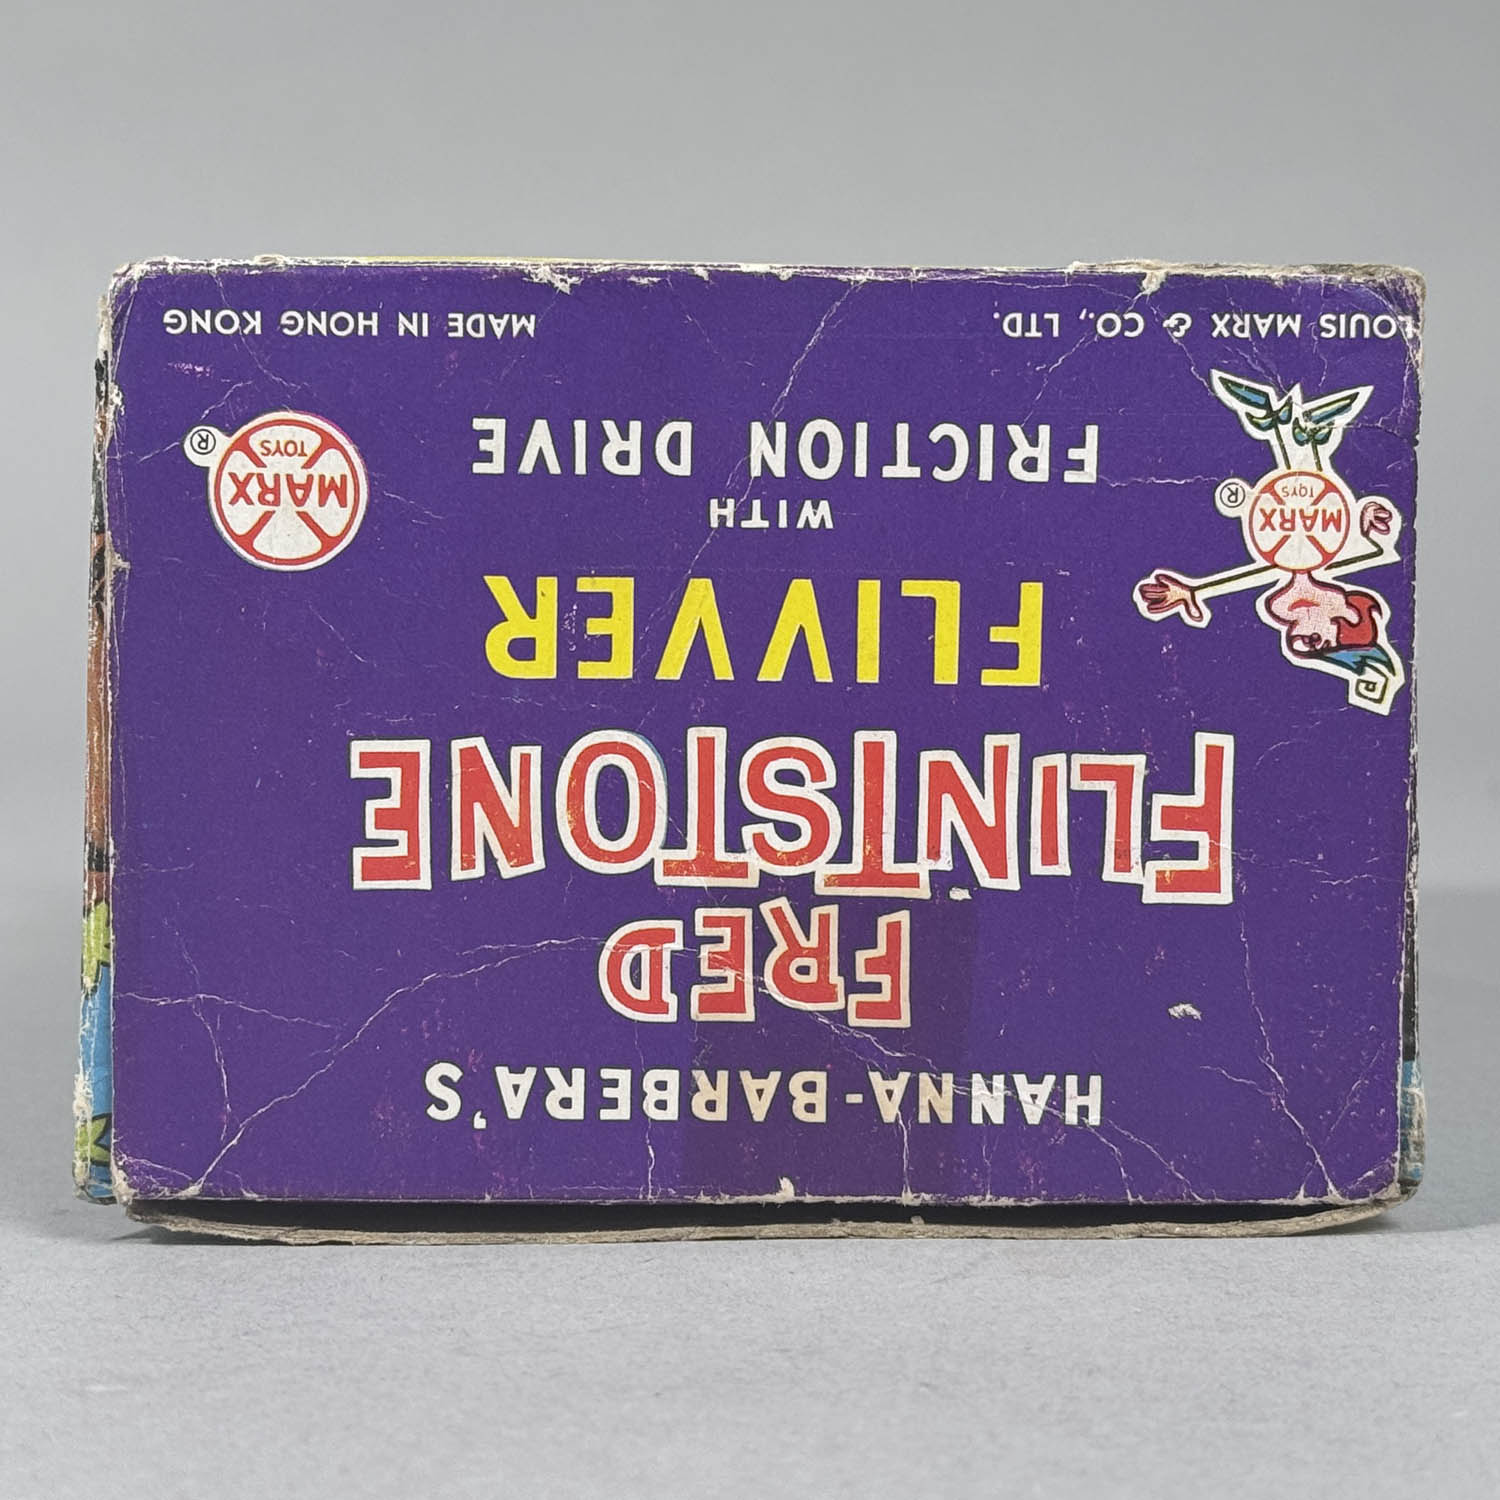 HANNA-BARBERA'S
FRED
FLINTSTONE
FLIVVER
WITH
FRICTION DRIVE
MARX
TOYS
®
MARX
TOYS
®
LOUIS MARX & CO., LTD.
MADE IN HONG KONG